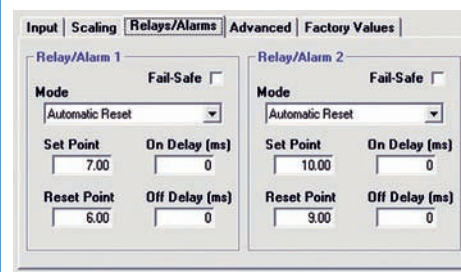 Input Scaling Relays/Alarms Advanced Factory Values
Relay/Alarm 1
Fail-Safe
Mode
Automatic Reset
Set Point On Delay (ms)
7.00 0
Reset Point Off Delay (ms)
6.00 0
Relay/Alarm 2
Fail-Safe
Mode
Automatic Reset
Set Point On Delay (ms)
10.00 0
Reset Point Off Delay (ms)
9.00 0